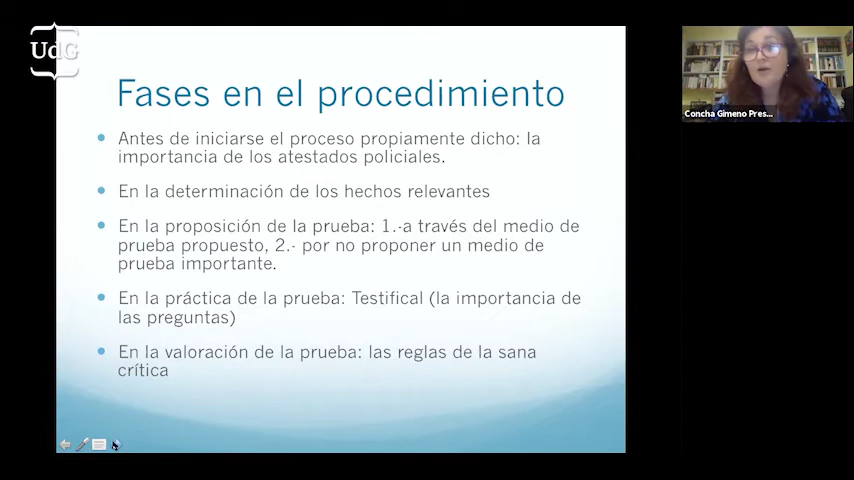 UdG
Fases en el procedimiento
Antes de iniciarse el proceso propiamente dicho: la
importancia de los atestados policiales.
En la determinación de los hechos relevantes
En la proposición de la prueba: 1.-a través del medio de
prueba propuesto, 2.- por no proponer un medio de
prueba importante.
En la práctica de la prueba: Testifical (la importancia de
las preguntas)
En la valoración de la prueba: las reglas de la sana
crítica
Concha Gimeno Pres...